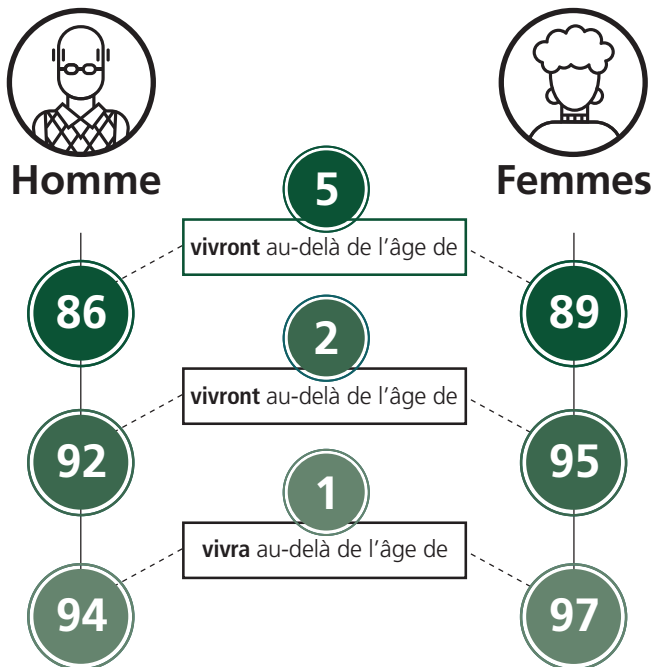 Homme
Femmes
5
vivront au-delà de l'âge de
86
89
2
vivront au-delà de l'âge de
92
95
1
vivra au-delà de l'âge de
94
97